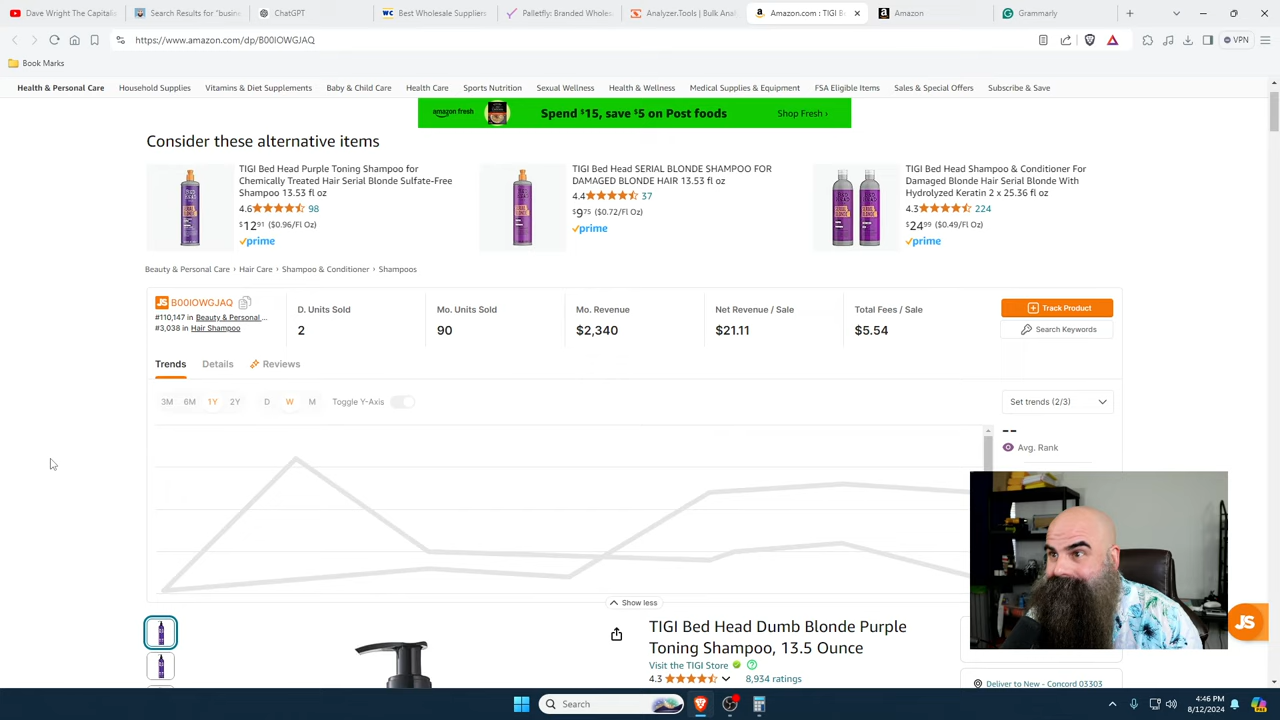 Dave Wright The Capitalis
Search Results for "busine
ChatGPT
Best Wholesale Suppliers
Palletfly: Branded Wholes
Analyzer.Tools | Bulk Anal
Amazon.com : TIGI Be
Amazon
Grammarly
https://www.amazon.com/dp/B00IOWGJAQ
VPN
Book Marks
Health & Personal Care
Household Supplies
Vitamins & Diet Supplements
Baby & Child Care
Health Care
Sports Nutrition
Sexual Wellness
Health & Wellness
Medical Supplies & Equipment
FSA Eligible Items
Sales & Special Offers
Subscribe & Save
amazon fresh
Spend $15, save $5 on Post foods
Shop Fresh ›
Consider these alternative items
TIGI Bed Head Purple Toning Shampoo for
Chemically Treated Hair Serial Blonde Sulfate-Free
Shampoo 13.53 fl oz
4.6 98
$12.91 ($0.96/Fl Oz)
prime
TIGI Bed Head SERIAL BLONDE SHAMPOO FOR
DAMAGED BLONDE HAIR 13.53 fl oz
4.4 37
$9.75 ($0.72/Fl Oz)
prime
TIGI Bed Head Shampoo & Conditioner For
Damaged Blonde Hair Serial Blonde With
Hydrolyzed Keratin 2 x 25.36 fl oz
4.3 224
$24.99 ($0.49/Fl Oz)
prime
Beauty & Personal Care › Hair Care › Shampoo & Conditioner › Shampoos
JS B00IOWGJAQ
#110,147 in Beauty & Personal ...
#3,038 in Hair Shampoo
D. Units Sold
2
Mo. Units Sold
90
Mo. Revenue
$2,340
Net Revenue / Sale
$21.11
Total Fees / Sale
$5.54
Track Product
Search Keywords
Trends
Details
Reviews
3M 6M 1Y 2Y
D W M
Toggle Y-Axis
Set trends (2/3)
--
Avg. Rank
Show less
JS
TIGI Bed Head Dumb Blonde Purple
Toning Shampoo, 13.5 Ounce
Visit the TIGI Store
4.3 8,934 ratings
Deliver to New - Concord 03303
Search
4:46 PM
8/12/2024